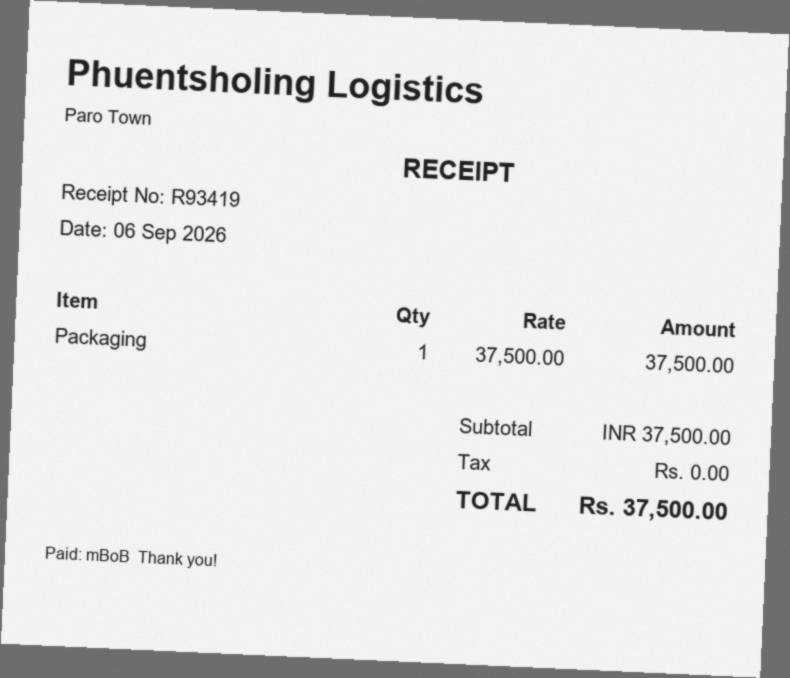 Phuentsholing Logistics
Paro Town
RECEIPT
Receipt No: R93419
Date: 06 Sep 2026
Item Qty Rate Amount
Packaging 1 37,500.00 37,500.00
Subtotal INR 37,500.00
Tax Rs. 0.00
TOTAL Rs. 37,500.00
Paid: mBoB Thank you!